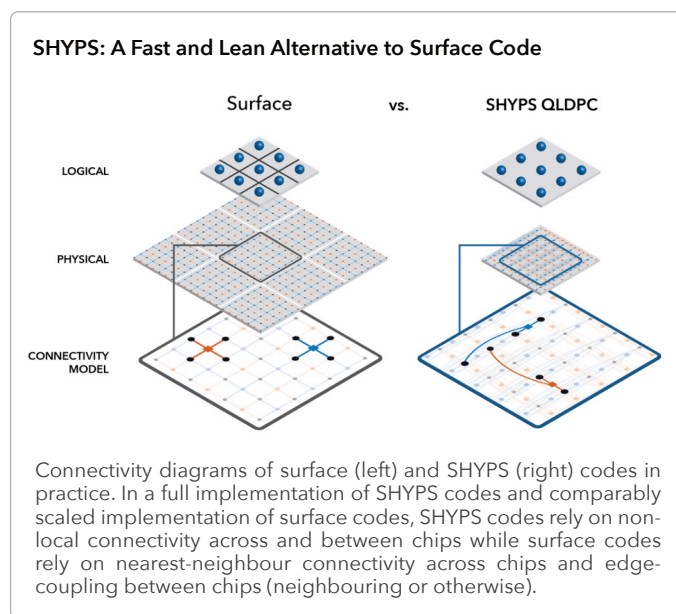 SHYPS: A Fast and Lean Alternative to Surface Code
Surface vs. SHYPS QLDPC
LOGICAL
PHYSICAL
CONNECTIVITY
MODEL
Connectivity diagrams of surface (left) and SHYPS (right) codes in
practice. In a full implementation of SHYPS codes and comparably
scaled implementation of surface codes, SHYPS codes rely on non-
local connectivity across and between chips while surface codes
rely on nearest-neighbour connectivity across chips and edge-
coupling between chips (neighbouring or otherwise).